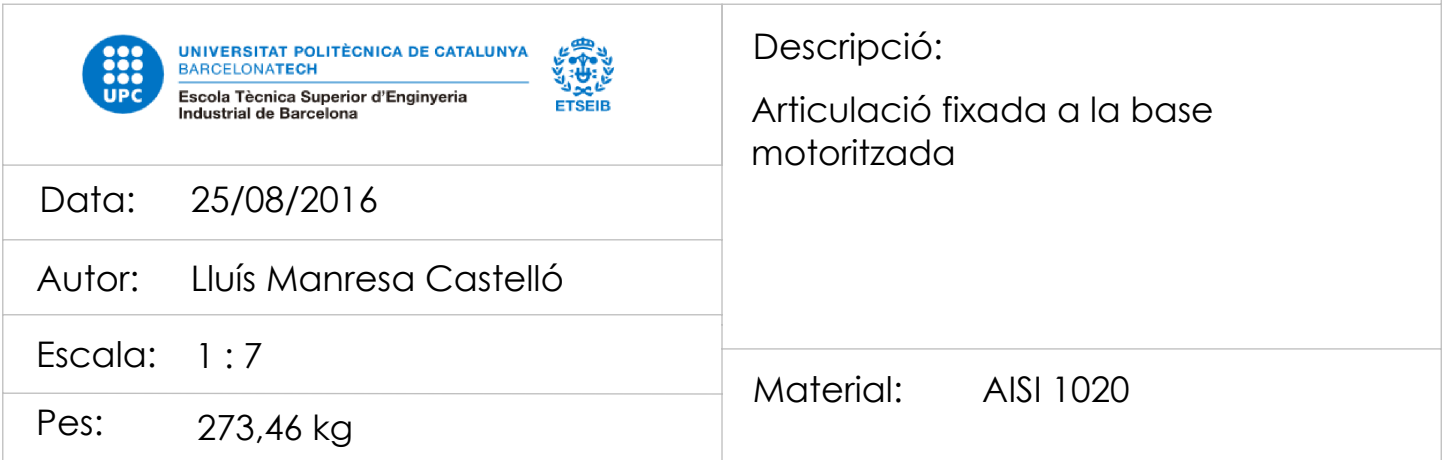 UPC
UNIVERSITAT POLITÈCNICA DE CATALUNYA
BARCELONATECH
Escola Tècnica Superior d'Enginyeria
Industrial de Barcelona
ETSEIB
Data: 25/08/2016
Autor: Lluís Manresa Castelló
Escala: 1 : 7
Pes: 273,46 kg
Descripció:
Articulació fixada a la base
motoritzada
Material: AISI 1020